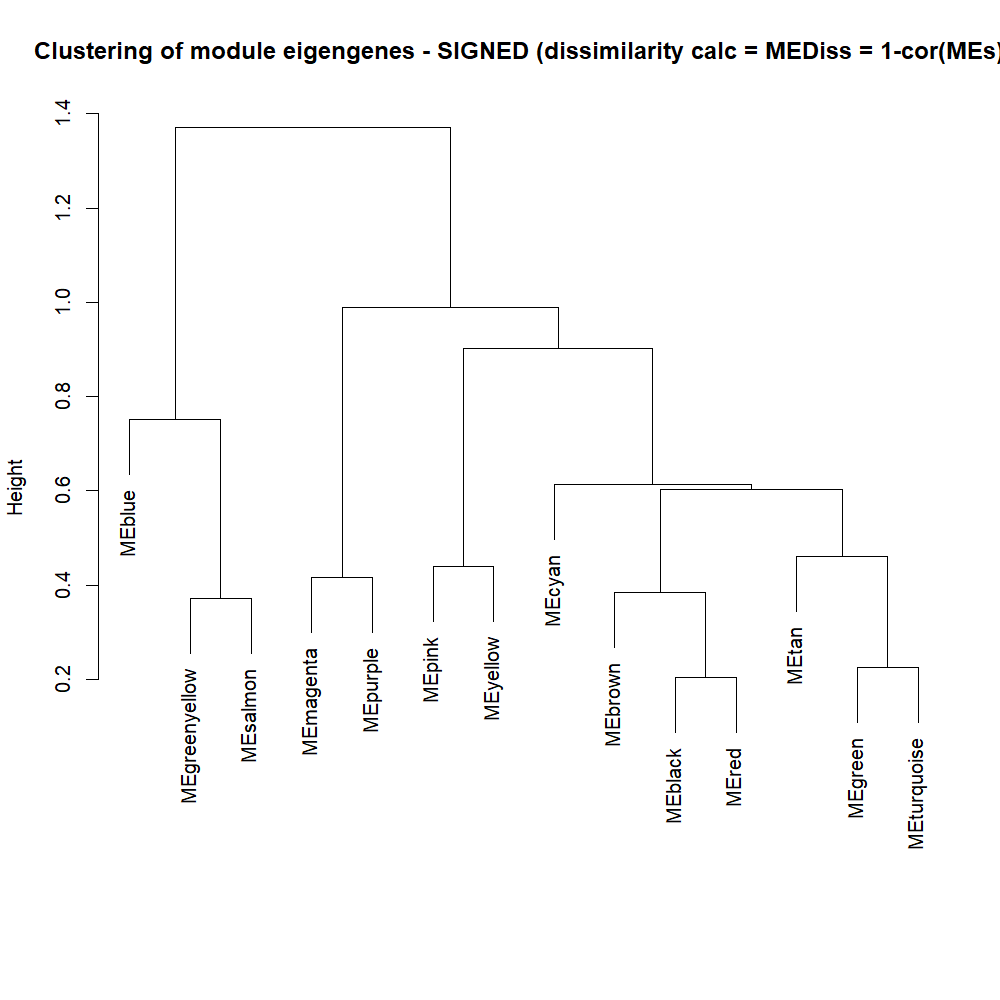 Clustering of module eigengenes - SIGNED (dissimilarity calc = MEDiss = 1-cor(MEs)
Height
1.4
1.2
1.0
0.8
0.6
0.4
0.2
MEblue
MEgreenyellow
MEsalmon
MEmagenta
MEpurple
MEpink
MEyellow
MEcyan
MEbrown
MEblack
MEred
MEtan
MEgreen
MEturquoise